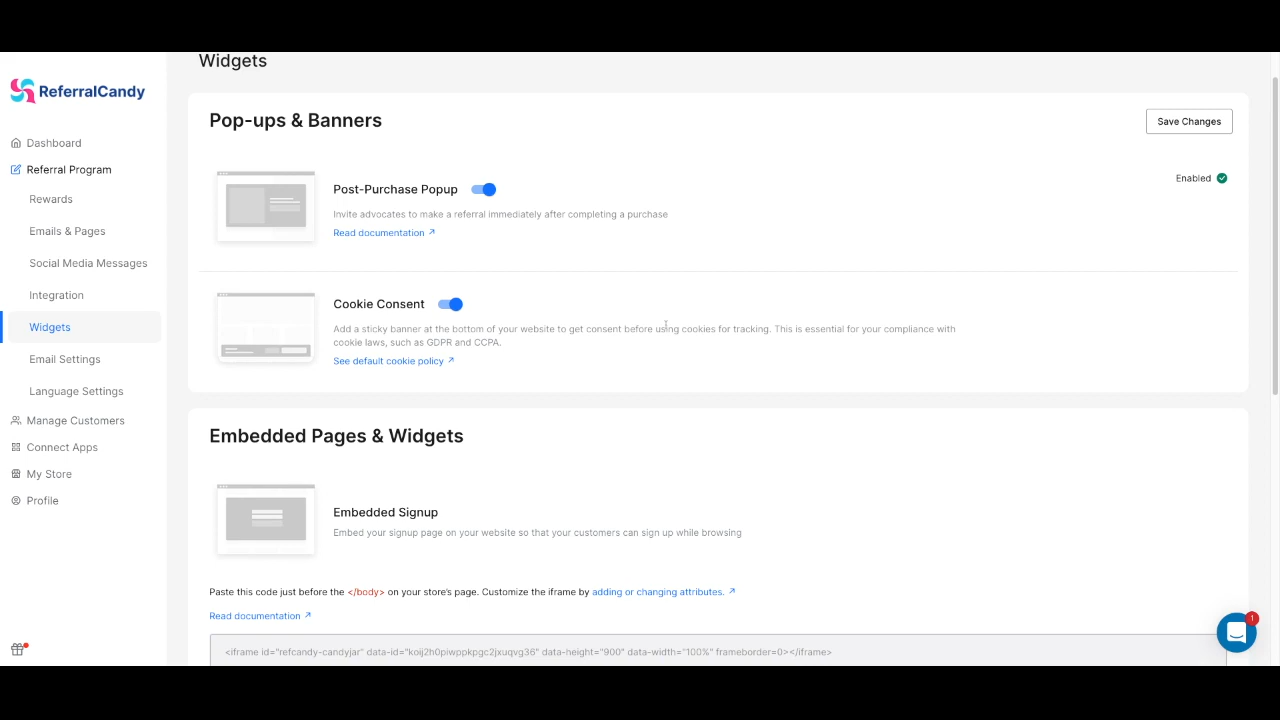 Widgets
ReferralCandy
Dashboard
Referral Program
Rewards
Emails & Pages
Social Media Messages
Integration
Widgets
Email Settings
Language Settings
Manage Customers
Connect Apps
My Store
Profile
Pop-ups & Banners
Save Changes
Post-Purchase Popup
Enabled
Invite advocates to make a referral immediately after completing a purchase
Read documentation
Cookie Consent
Add a sticky banner at the bottom of your website to get consent before using cookies for tracking. This is essential for your compliance with
cookie laws, such as GDPR and CCPA.
See default cookie policy
Embedded Pages & Widgets
Embedded Signup
Embed your signup page on your website so that your customers can sign up while browsing
Paste this code just before the </body> on your store's page. Customize the iframe by adding or changing attributes.
Read documentation
<iframe id="refcandy-candyjar" data-id="koij2h0piwppkpgc2jxuqvg36" data-height="900" data-width="100%" frameborder=0></iframe>
1